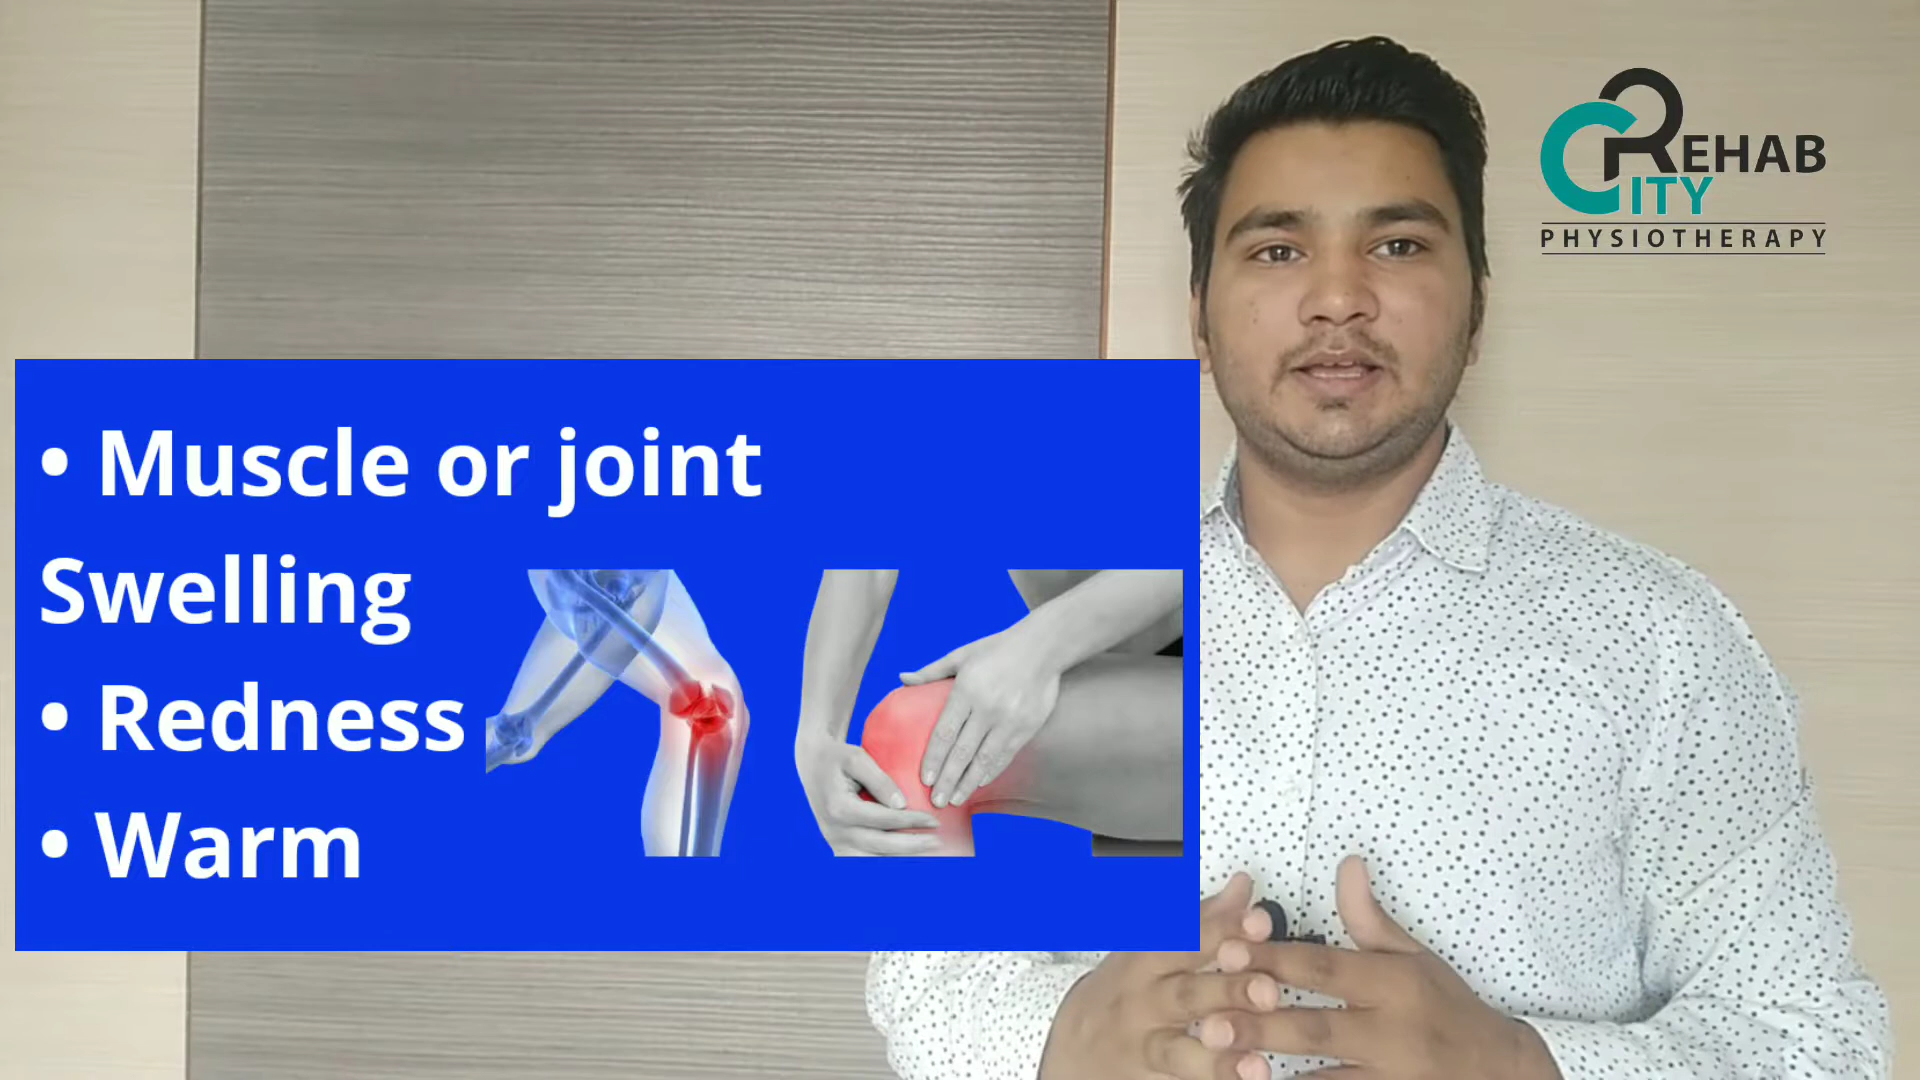 REHAB
CITY
PHYSIOTHERAPY
• Muscle or joint
Swelling
• Redness
• Warm